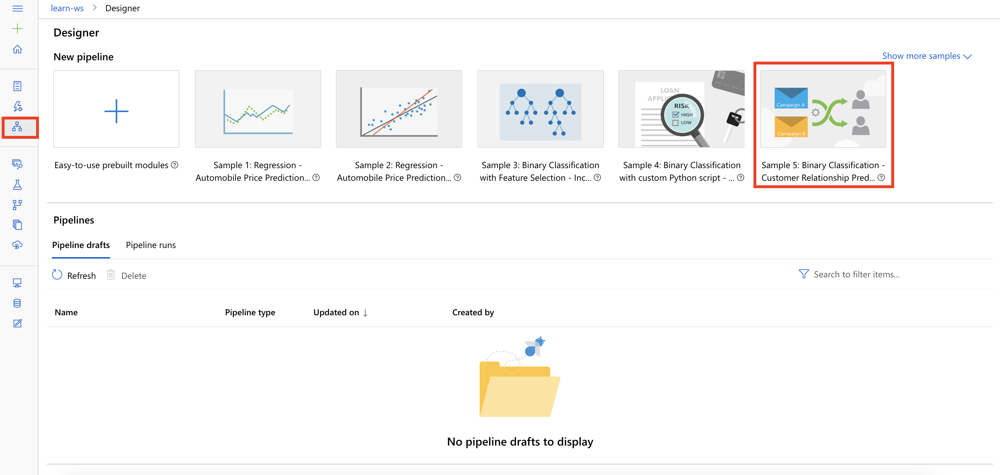 learn-ws > Designer
Designer
New pipeline
Show more samples
LOAN
APPLIC
RISK
HIGH
LOW
Campaign A
Campaign B
Easy-to-use prebuilt modules
Sample 1: Regression -
Automobile Price Prediction...
Sample 2: Regression -
Automobile Price Prediction...
Sample 3: Binary Classification
with Feature Selection - Inc...
Sample 4: Binary Classification
with custom Python script - ...
Sample 5: Binary Classification -
Customer Relationship Pred...
Pipelines
Pipeline drafts Pipeline runs
Refresh Delete Search to filter items...
Name Pipeline type Updated on ↓ Created by
No pipeline drafts to display